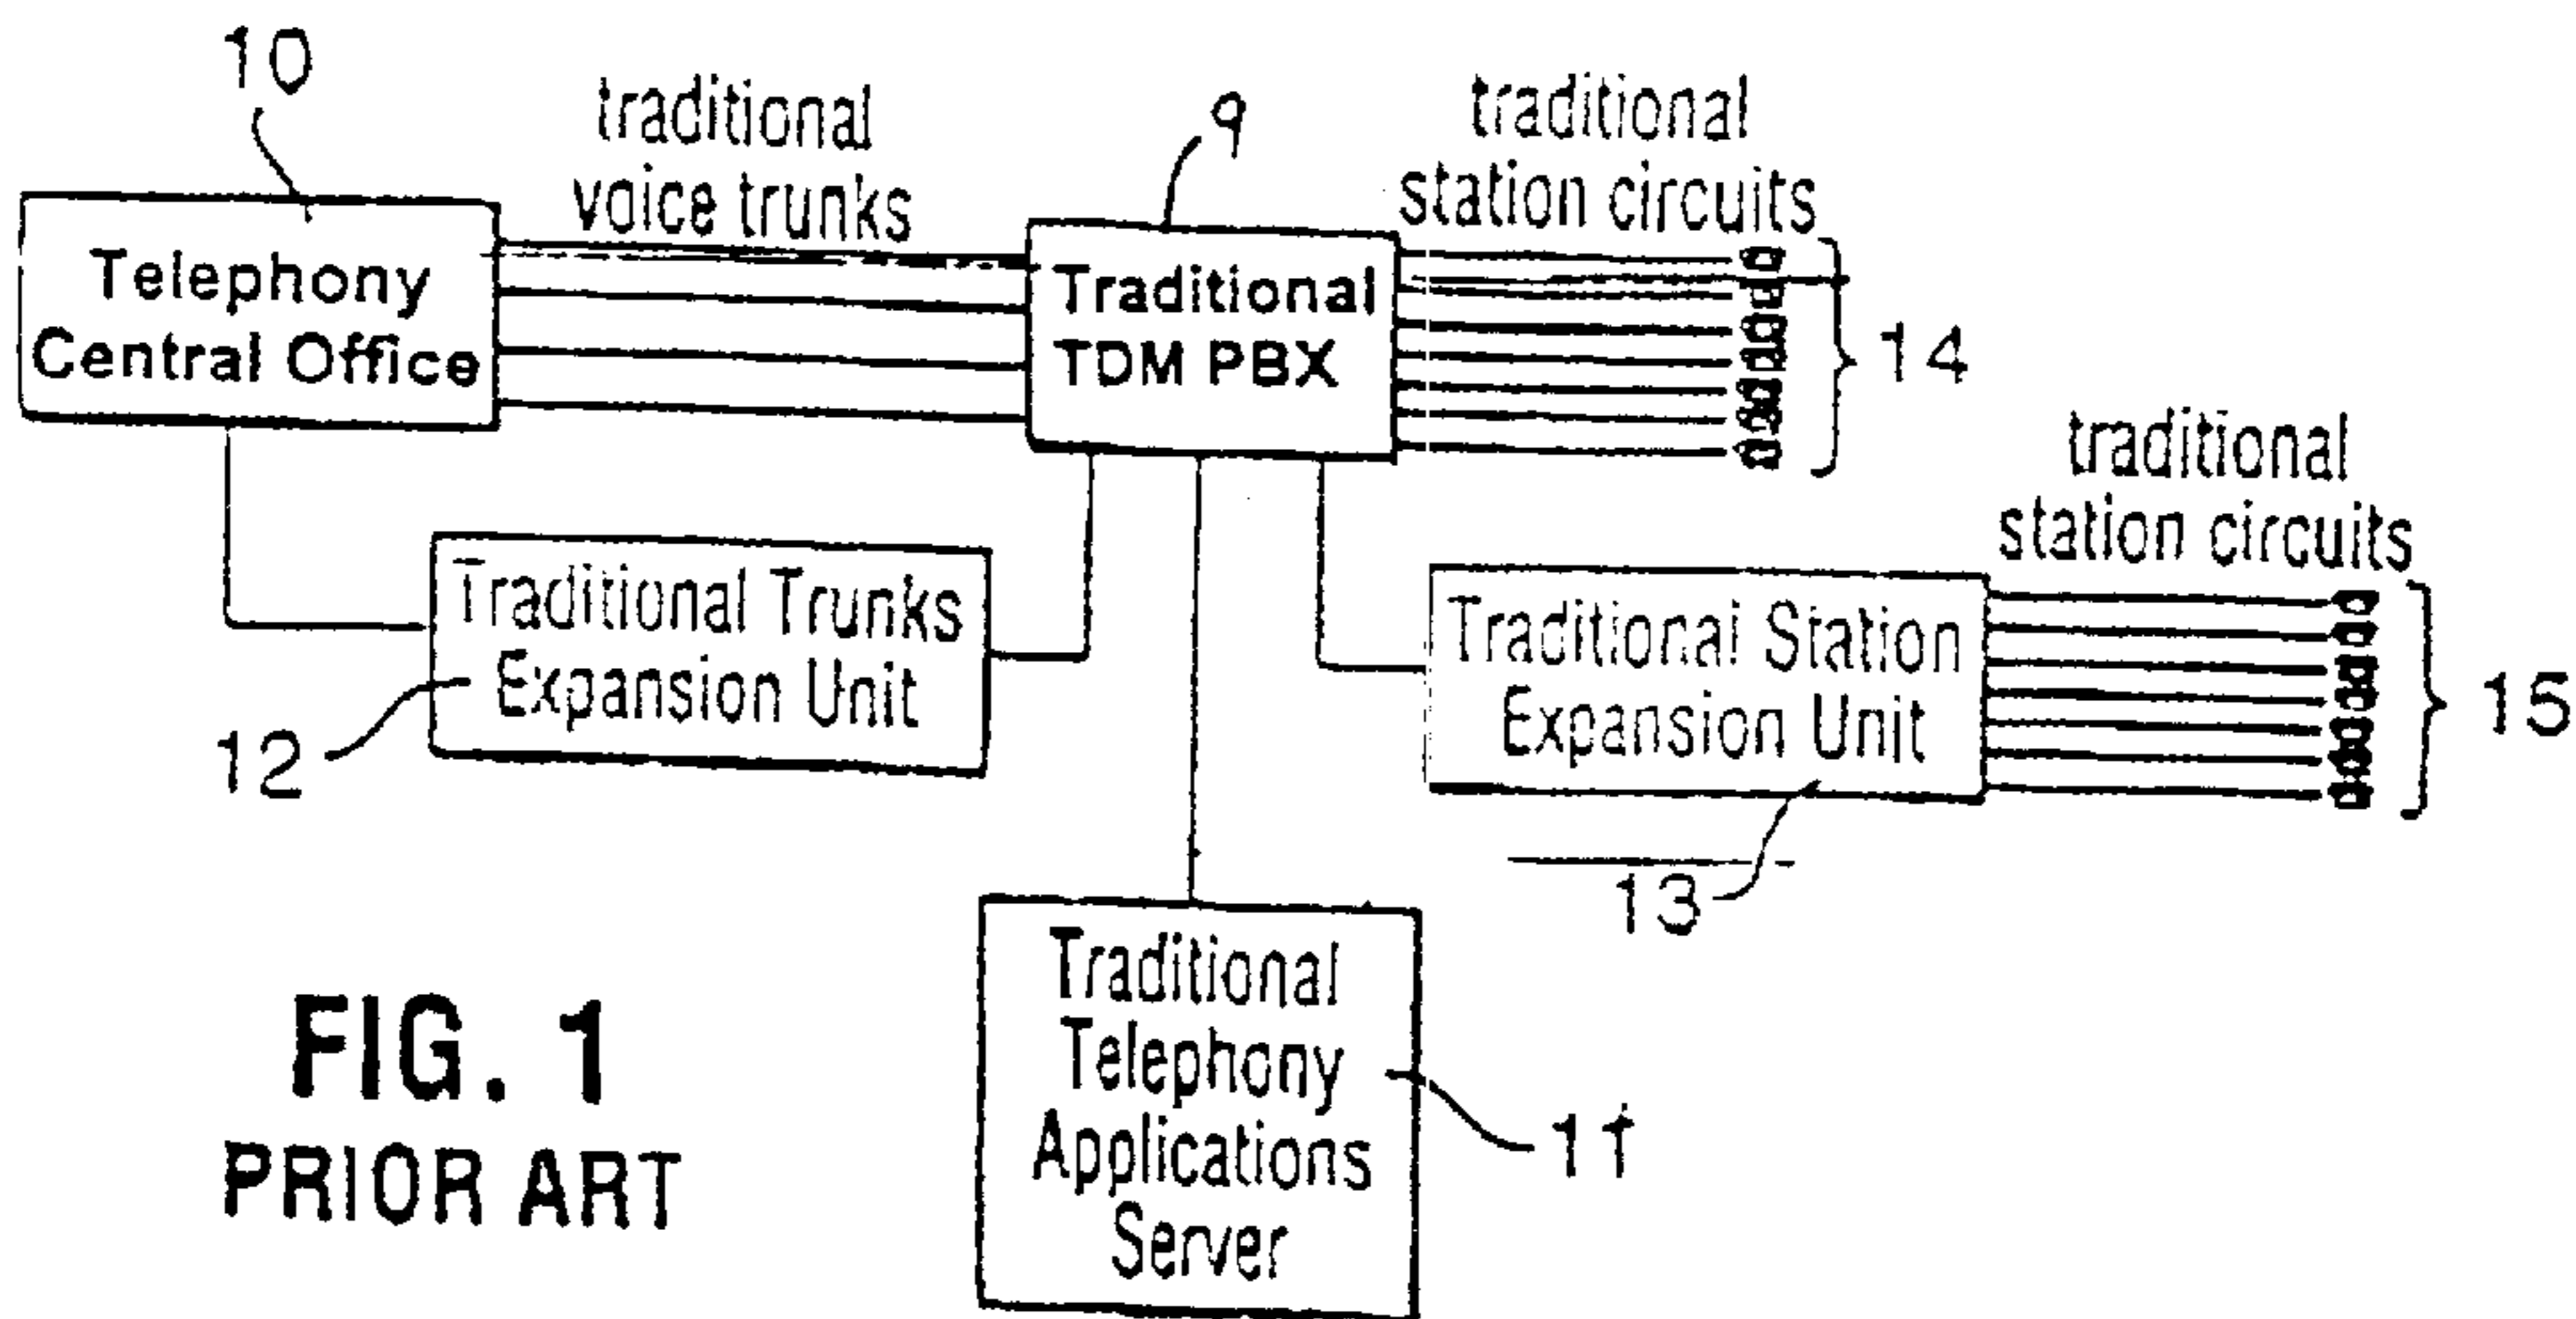 10
traditional
voice trunks
9
traditional
station circuits
Telephony
Central Office
Traditional
TDM PBX
14
traditional
station circuits
Traditional Trunks
Expansion Unit
12
Traditional Station
Expansion Unit
15
13
Traditional
Telephony
Applications
Server
11
FIG. 1
PRIOR ART